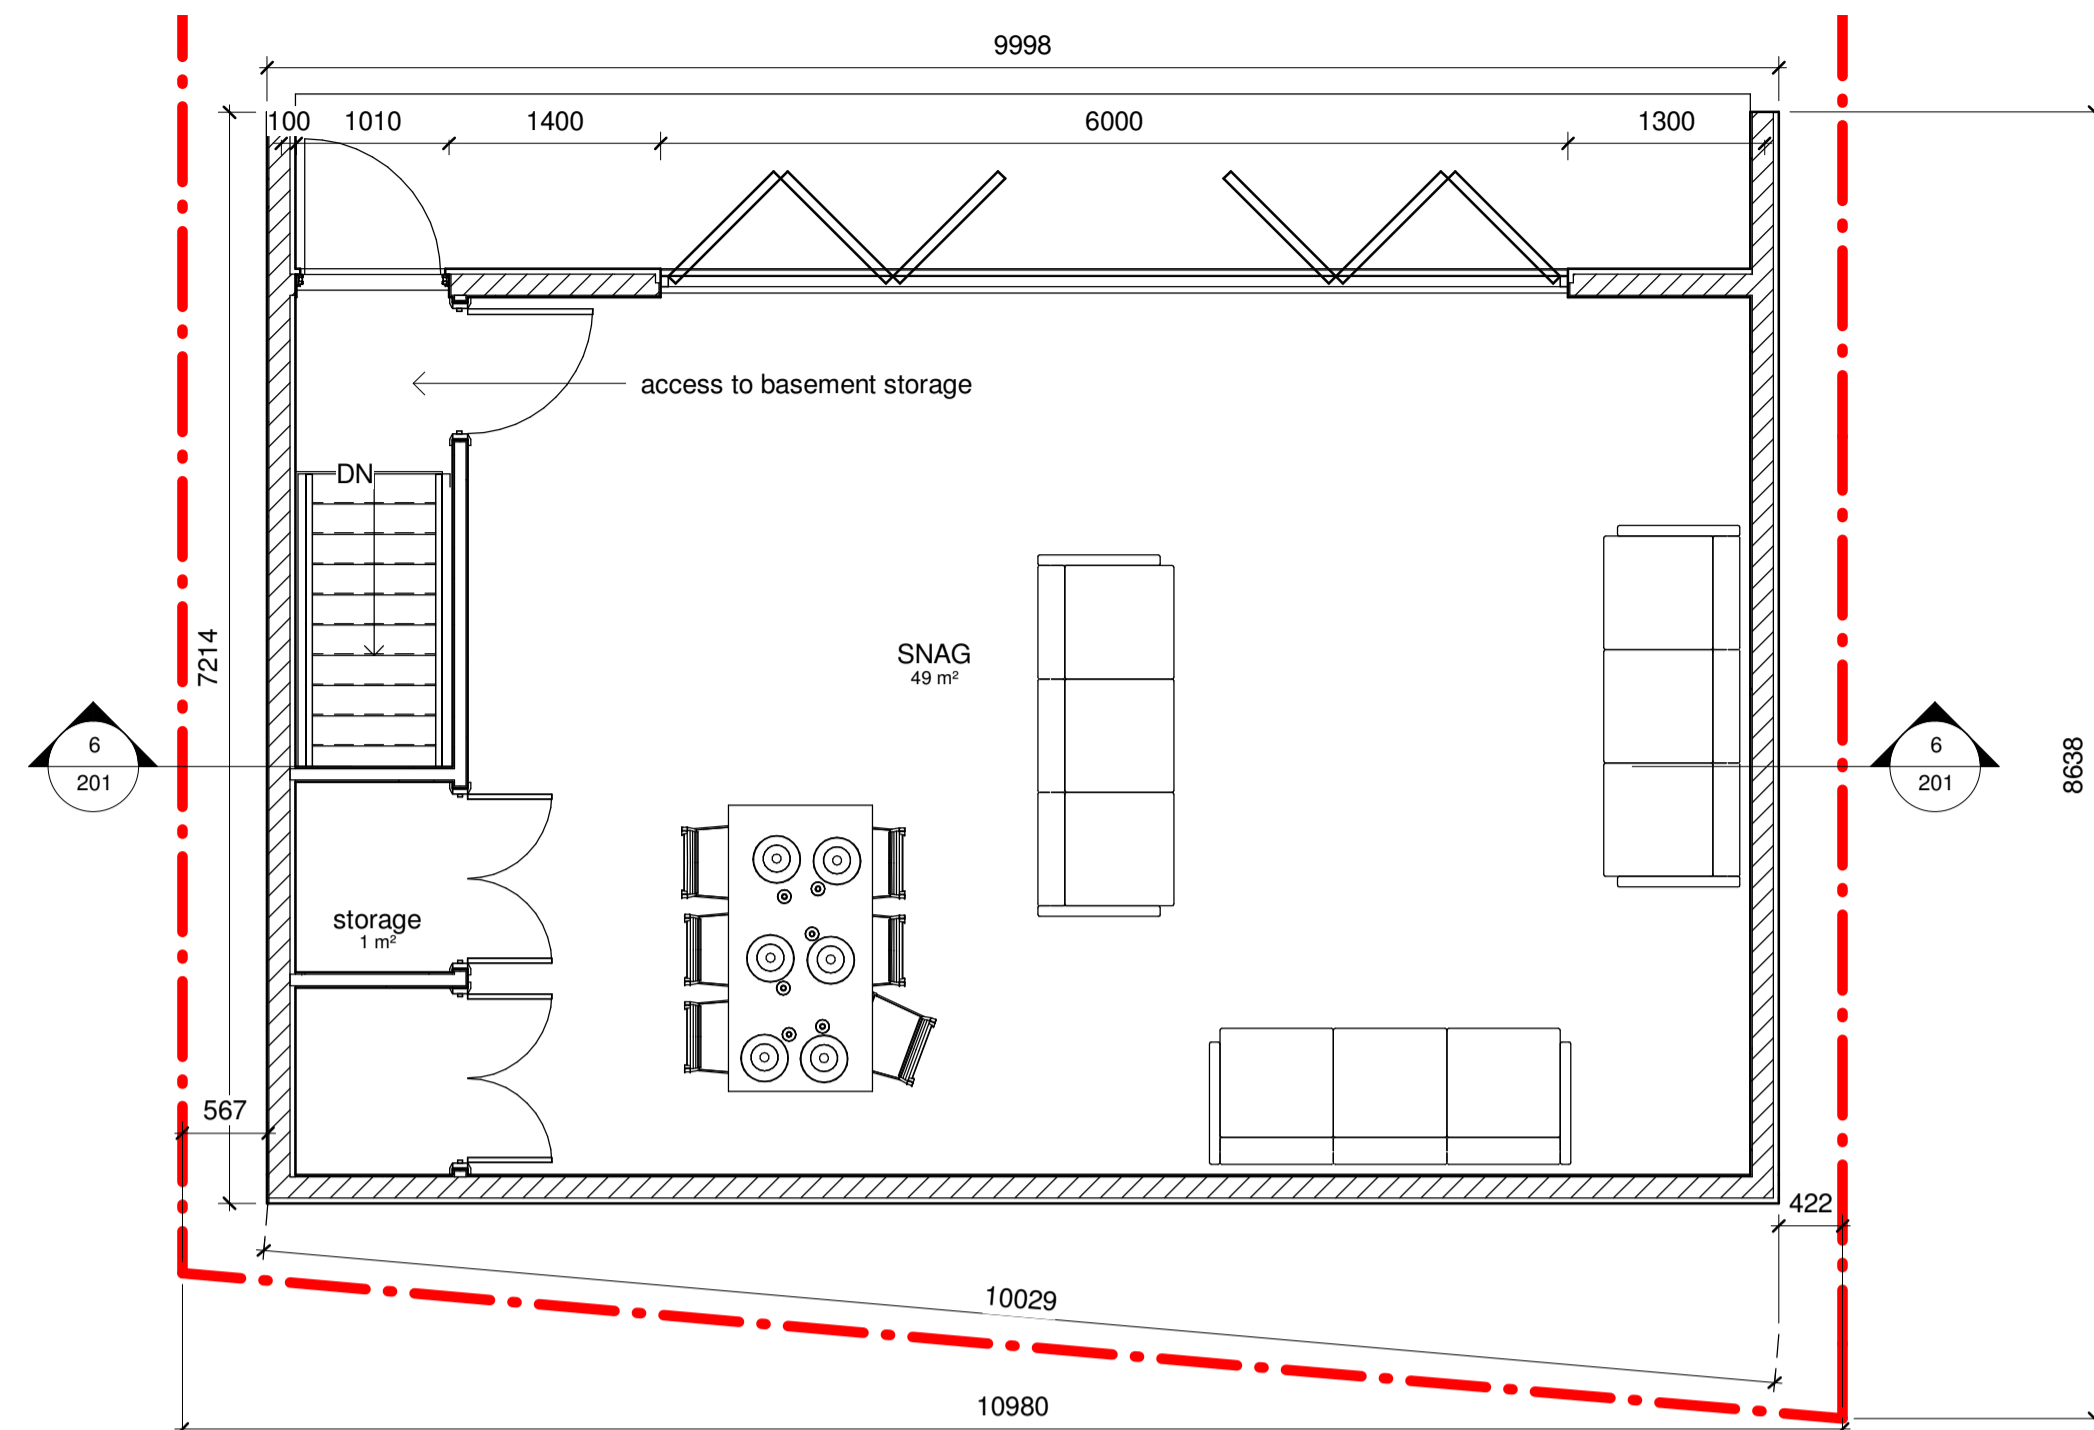 9998
100 1010 1400 6000 1300
access to basement storage
DN
7214
SNAG
49 m²
6
201
6
201
8638
storage
1 m²
567
422
10029
10980